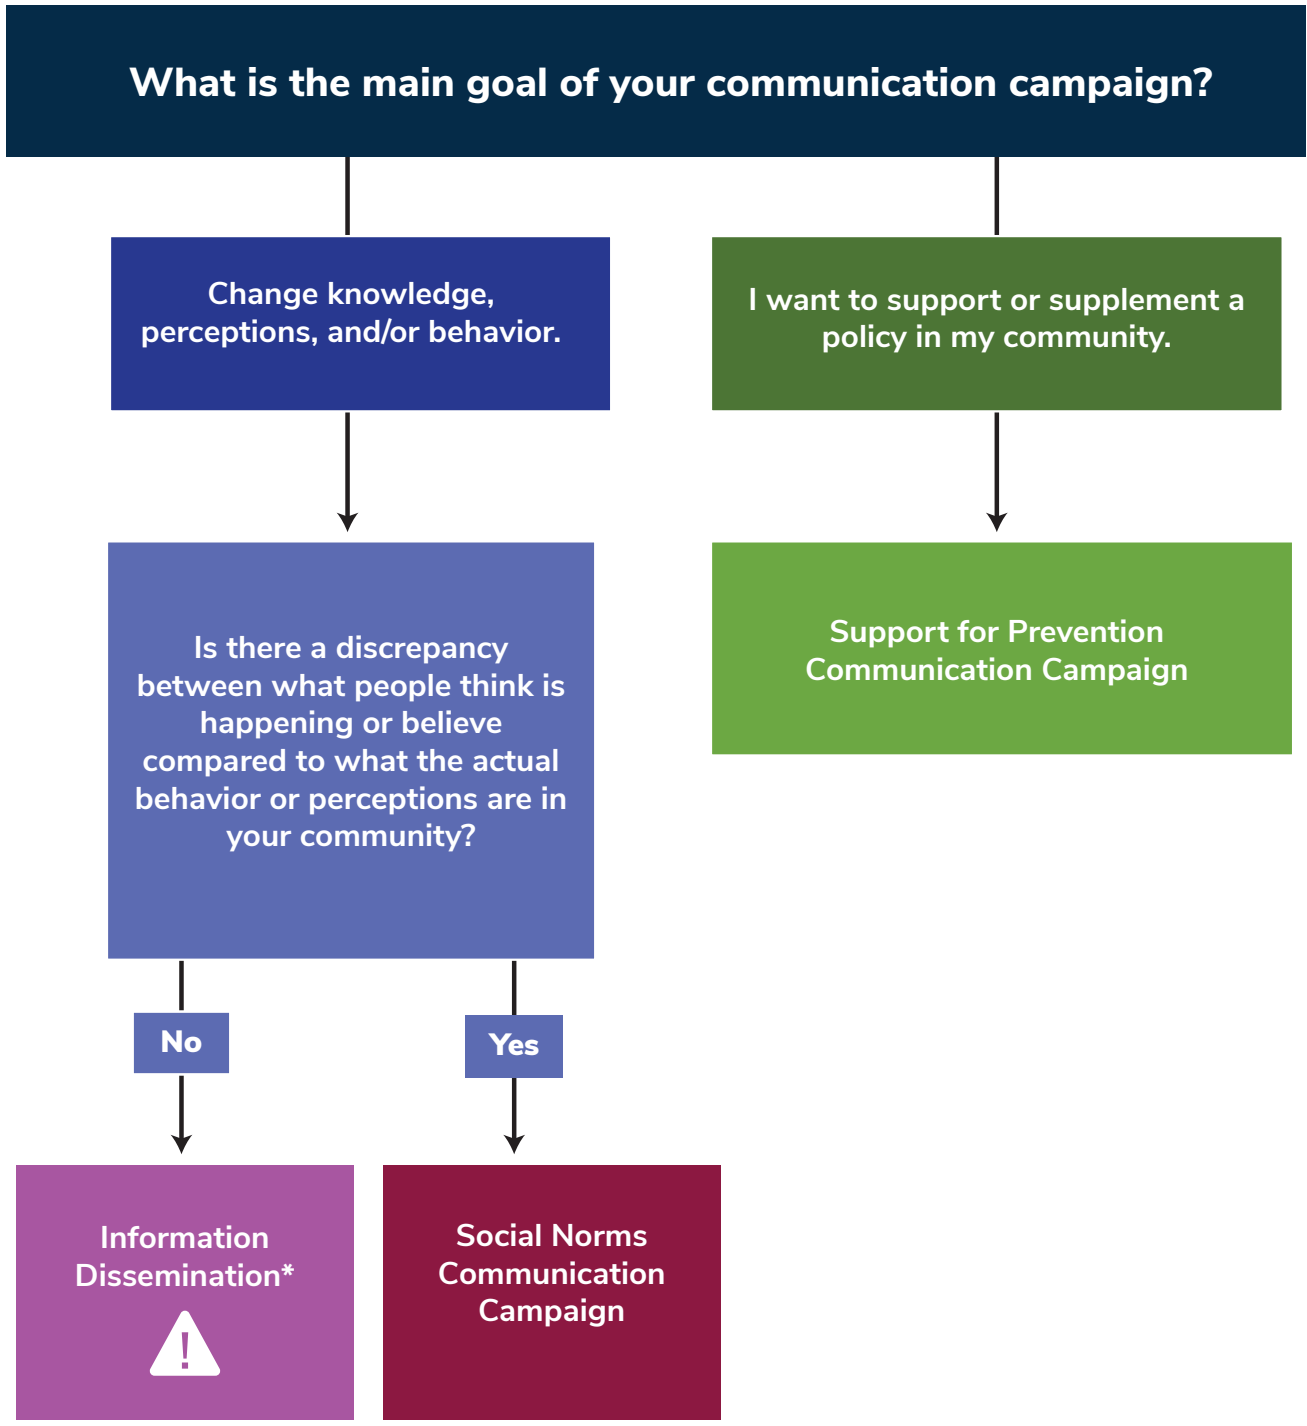 What is the main goal of your communication campaign?
Change knowledge,
perceptions, and/or behavior.
I want to support or supplement a
policy in my community.
Is there a discrepancy
between what people think is
happening or believe
compared to what the actual
behavior or perceptions are in
your community?
Support for Prevention
Communication Campaign
No
Yes
Information
Dissemination*
!
Social Norms
Communication
Campaign